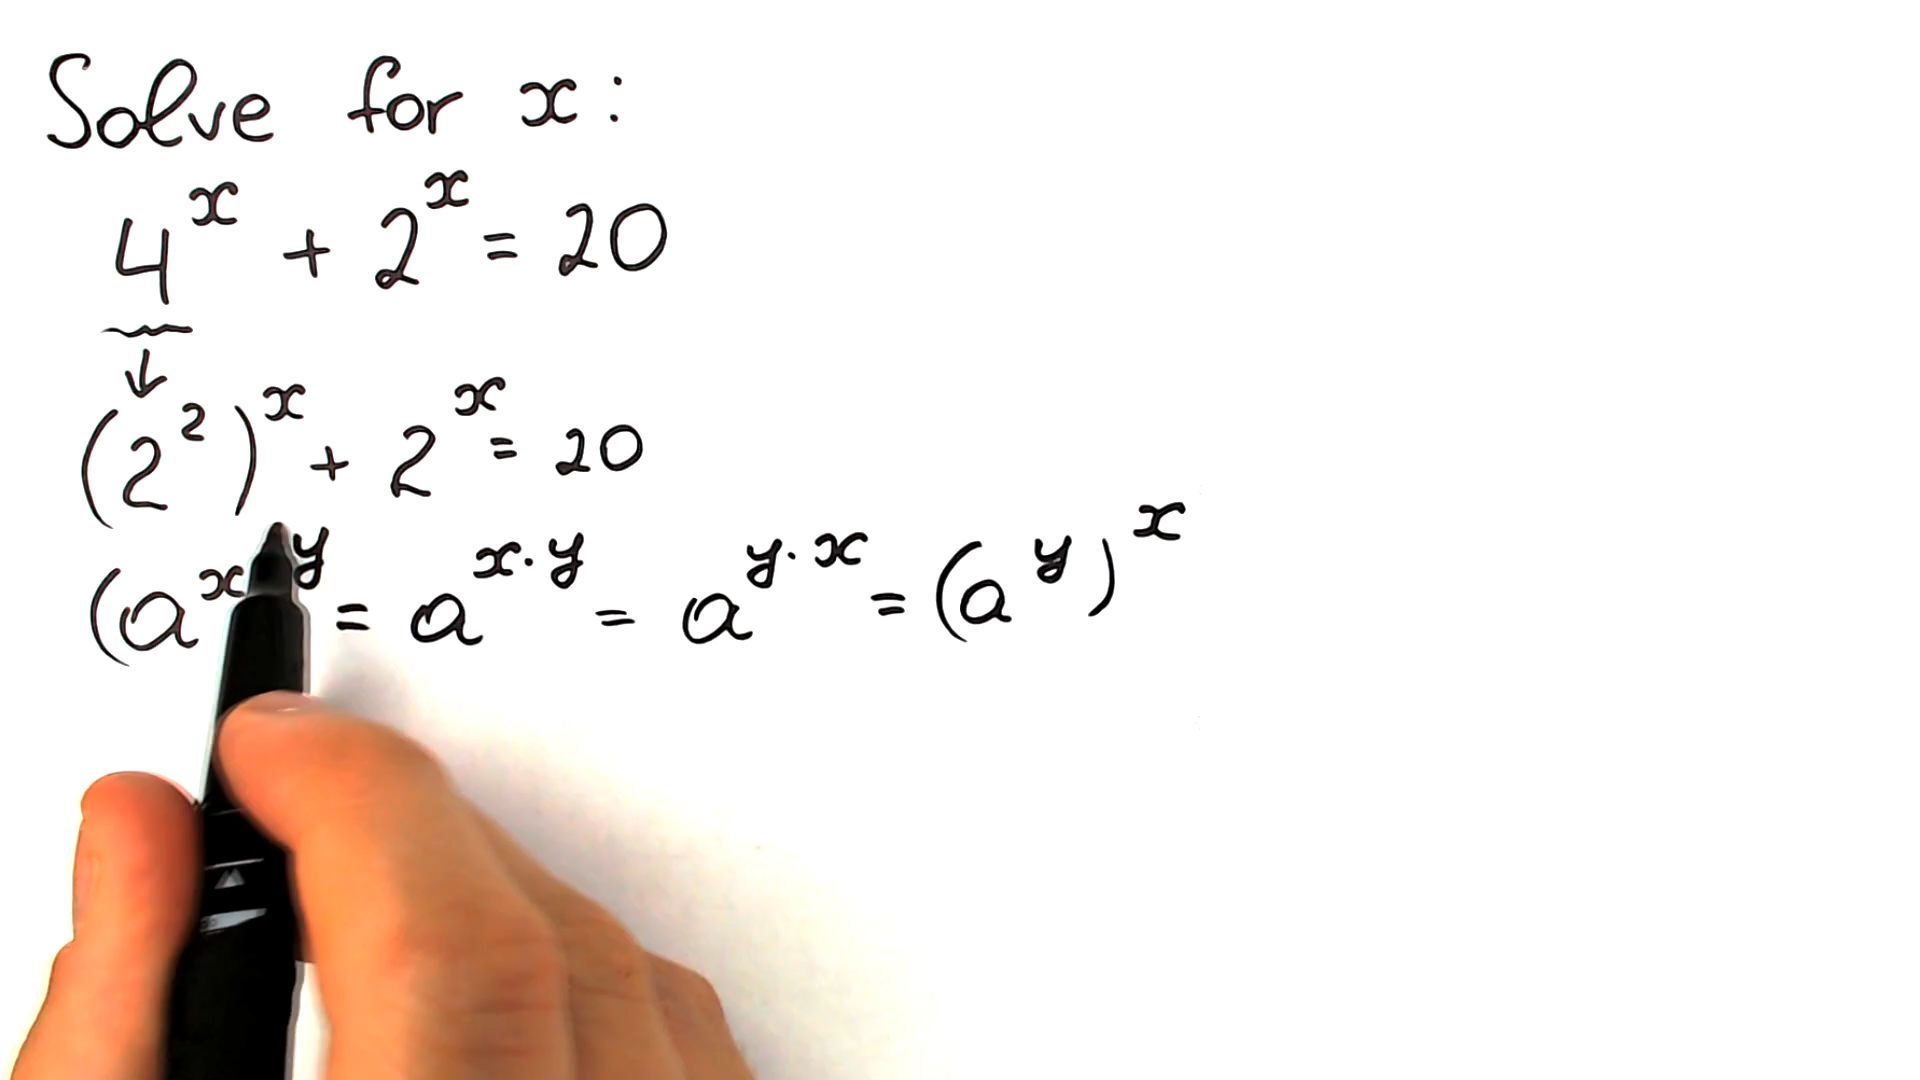 Solve for x:
4^x + 2^x = 20
(2^2)^x + 2^x = 20
(a^x y = a^{x·y} = a^{y·x} = (a^y)^x